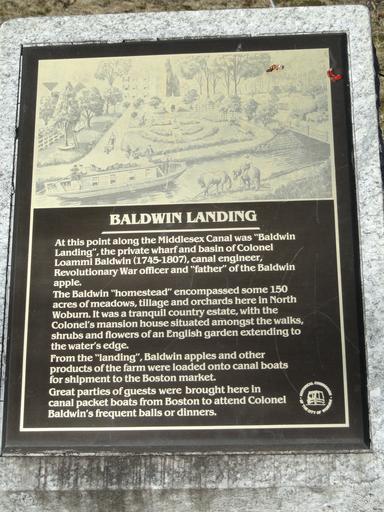 BALDWIN LANDING
At this point along the Middlesex Canal was "Baldwin
Landing", the private wharf and basin of Colonel
Loammi Baldwin (1745-1807), canal engineer,
Revolutionary War officer and "father" of the Baldwin
apple.
The Baldwin "homestead" encompassed some 150
acres of meadows, tillage and orchards here in North
Woburn. It was a tranquil country estate, with the
Colonel's mansion house situated amongst the walks,
shrubs and flowers of an English garden extending to
the water's edge.
From the "landing", Baldwin apples and other
products of the farm were loaded onto canal boats
for shipment to the Boston market.
Great parties of guests were brought here in
canal packet boats from Boston to attend Colonel
Baldwin's frequent balls or dinners.